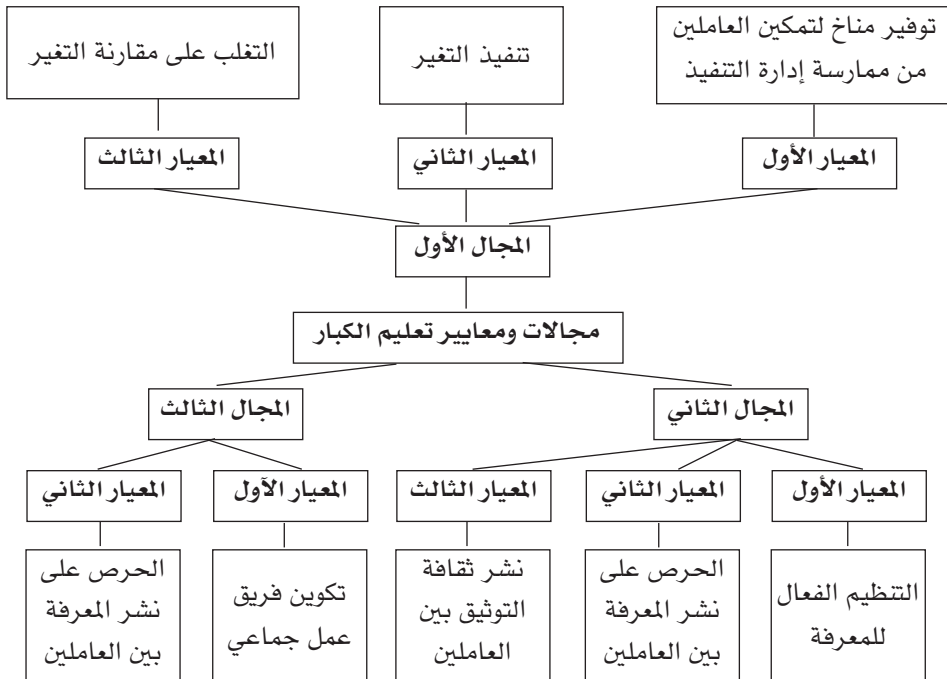 توفير مناخ لتمكين العاملين
من ممارسة إدارة التنفيذ
تنفيذ التغير
التغلب على مقارنة التغير
المعيار الأول
المعيار الثاني
المعيار الثالث
المجال الأول
مجالات ومعايير تعليم الكبار
المجال الثاني
المجال الثالث
المعيار الأول
المعيار الثاني
المعيار الثالث
المعيار الآول
المعيار الثاني
التنظيم الفعال
للمعرفة
الحرص على
نشر المعرفة
بين العاملين
نشر ثقافة
التوثيق بين
العاملين
تكوين فريق
عمل جماعي
الحرص على
نشر المعرفة
بين العاملين